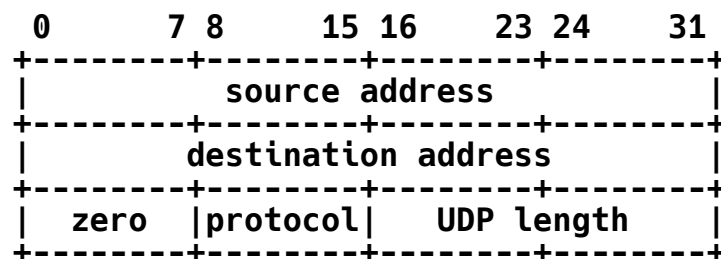 0 7 8 15 16 23 24 31
+--------+--------+--------+--------+
| source address |
+--------+--------+--------+--------+
| destination address |
+--------+--------+--------+--------+
| zero |protocol| UDP length |
+--------+--------+--------+--------+